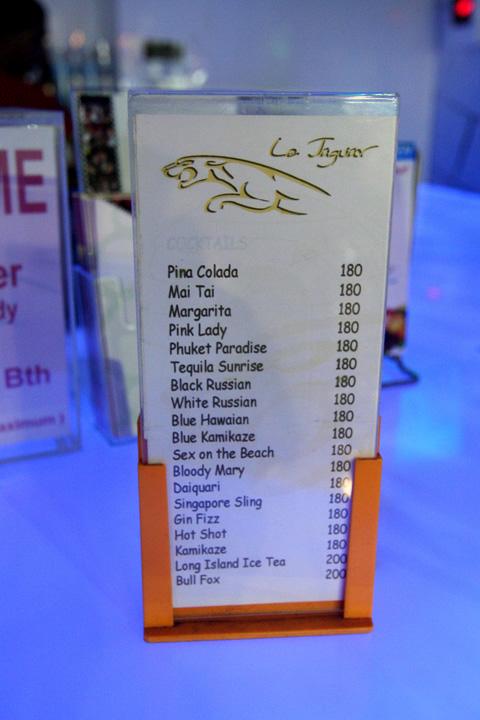 La Jaguar
COCKTAILS
Pina Colada 180
Mai Tai 180
Margarita 180
Pink Lady 180
Phuket Paradise 180
Tequila Sunrise 180
Black Russian 180
White Russian 180
Blue Hawaian 180
Blue Kamikaze 180
Sex on the Beach 180
Bloody Mary 180
Daiquari 180
Singapore Sling 180
Gin Fizz 180
Hot Shot 180
Kamikaze 180
Long Island Ice Tea 200
Bull Fox 200
Bth